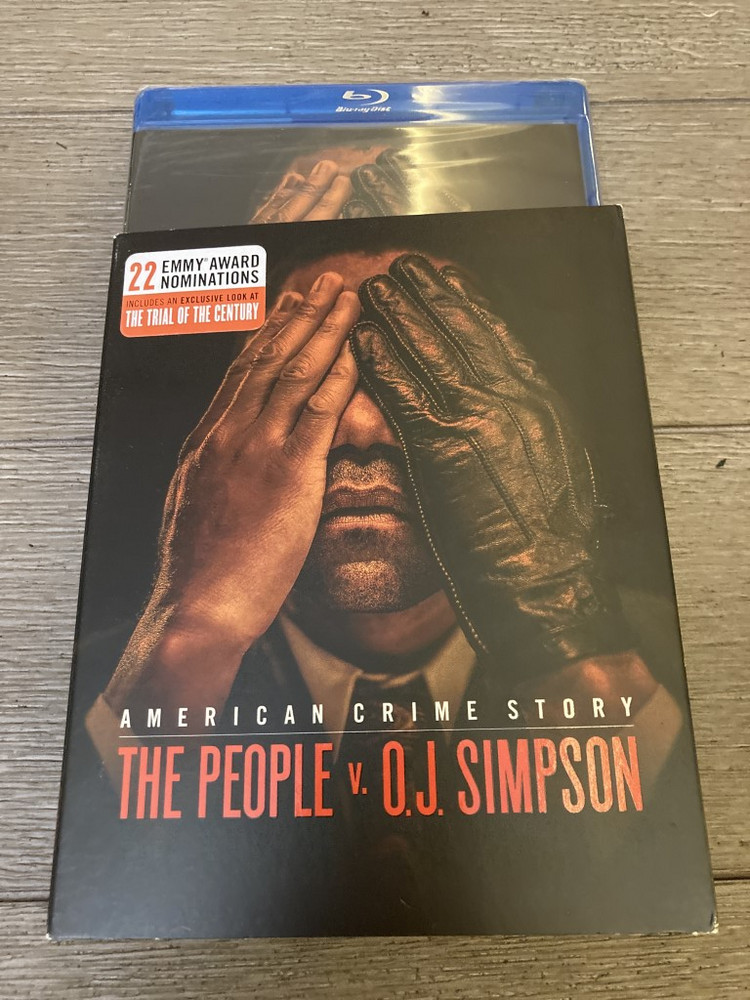 Blu-ray Disc
22 EMMY® AWARD
NOMINATIONS
INCLUDES AN EXCLUSIVE LOOK AT
THE TRIAL OF THE CENTURY
AMERICAN CRIME STORY
THE PEOPLE v. O.J. SIMPSON